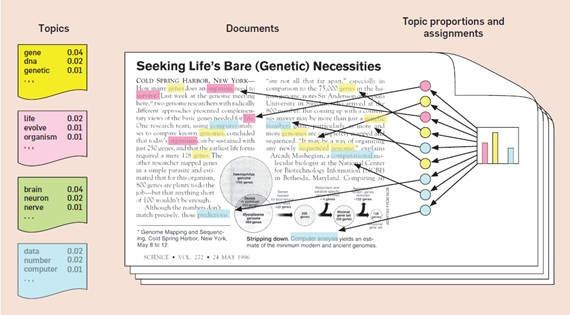 Topics
Documents
Topic proportions and
assignments
gene 0.04
dna 0.02
genetic 0.01
. . .
life 0.02
evolve 0.01
organism 0.01
. . .
brain 0.04
neuron 0.02
nerve 0.01
. . .
data 0.02
number 0.02
computer 0.01
. . .
Seeking Life's Bare (Genetic) Necessities
COLD SPRING HARBOR, NEW YORK—
How many genes does an organism need to
survive? Last week at the genome meeting
here,* two genome researchers with radically
different approaches presented complemen-
tary views of the basic genes needed for life.
One research team, using computer analy-
ses to compare known genomes, concluded
that today's organisms can be sustained with
just 250 genes, and that the earliest life forms
required a mere 128 genes. The
other researcher mapped genes
in a simple parasite and esti-
mated that for this organism,
800 genes are plenty to do the
job—but that anything short
of 100 wouldn't be enough.
Although the numbers don't
match precisely, those predictions
* Genome Mapping and Sequenc-
ing, Cold Spring Harbor, New York,
May 8 to 12.
"are not all that far apart," especially in
comparison to the 75,000 genes in the hu-
man genome, notes Siv Andersson
University in Sweden, who arrived at the
800 number. But coming up with a
sus answer may be more than just a
numbers particularly more and
more genomes are mapped and
sequenced. "It may be a way of organizing
any newly sequenced genome," explains
Arcady Mushegian, a computational mo-
lecular biologist at the National Center
for Biotechnology Information (NCBI)
in Bethesda, Maryland. Comparing
Haemophilus
genome
1703 genes
Mycoplasma
genome
469 genes
Stripping down. Computer analysis yields an esti-
mate of the minimum modern and ancient genomes.
SCIENCE • VOL. 272 • 24 MAY 1996